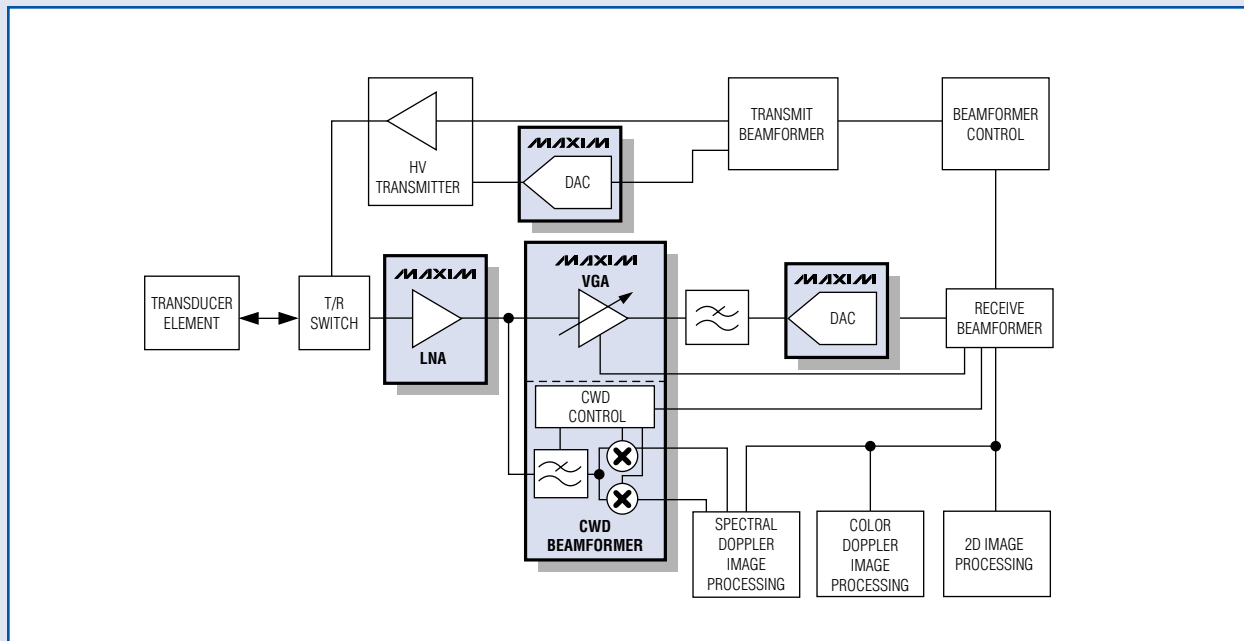 HV
TRANSMITTER
MAXIM
DAC
TRANSMIT
BEAMFORMER
BEAMFORMER
CONTROL
TRANSDUCER
ELEMENT
T/R
SWITCH
MAXIM
LNA
MAXIM
VGA
MAXIM
DAC
RECEIVE
BEAMFORMER
CWD
CONTROL
CWD
BEAMFORMER
SPECTRAL
DOPPLER
IMAGE
PROCESSING
COLOR
DOPPLER
IMAGE
PROCESSING
2D IMAGE
PROCESSING